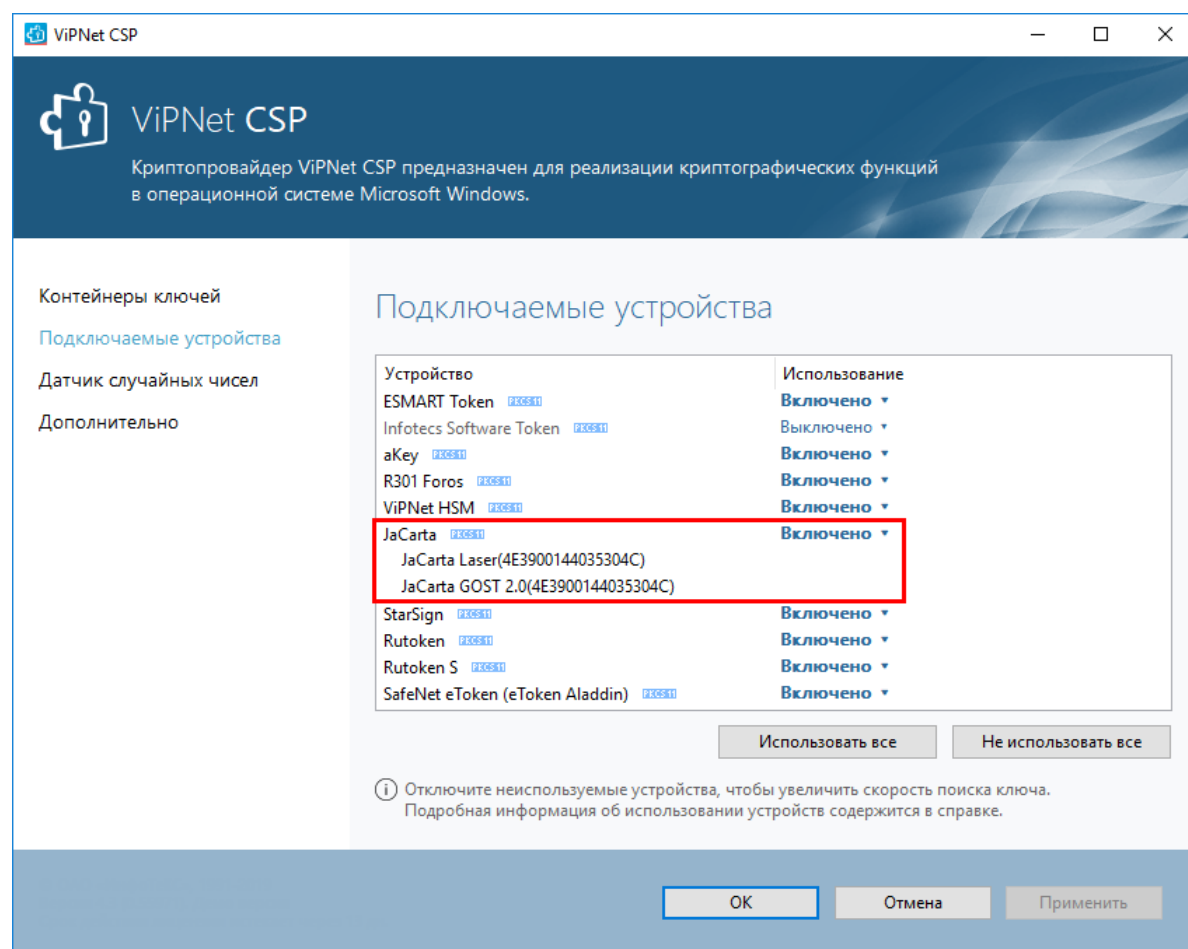 ViPNet CSP
ViPNet CSP
Криптопровайдер ViPNet CSP предназначен для реализации криптографических функций
в операционной системе Microsoft Windows.
Контейнеры ключей
Подключаемые устройства
Датчик случайных чисел
Дополнительно
Подключаемые устройства
Устройство Использование
ESMART Token PKCS11 Включено
Infotecs Software Token PKCS11 Выключено
aKey PKCS11 Включено
R301 Foros PKCS11 Включено
ViPNet HSM PKCS11 Включено
JaCarta PKCS11 Включено
JaCarta Laser(4E3900144035304C)
JaCarta GOST 2.0(4E3900144035304C)
StarSign PKCS11 Включено
Rutoken PKCS11 Включено
Rutoken S PKCS11 Включено
SafeNet eToken (eToken Aladdin) PKCS11 Включено
Использовать все Не использовать все
Отключите неиспользуемые устройства, чтобы увеличить скорость поиска ключа.
Подробная информация об использовании устройств содержится в справке.
OK Отмена Применить